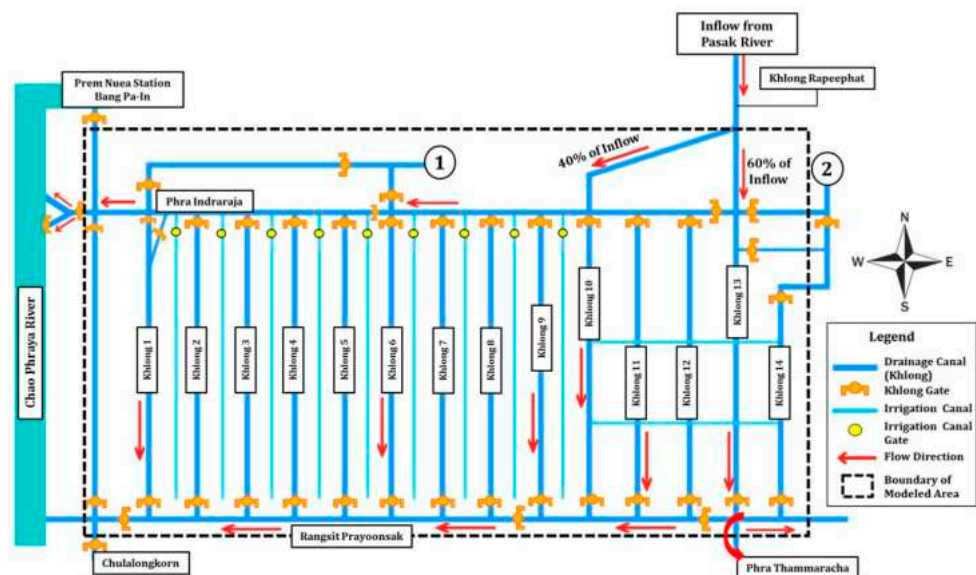 Inflow from
Pasak River
Prem Nuea Station
Bang Pa-In
Khlong Rapeephat
40% of Inflow
60% of
Inflow
1
2
Phra Indraraja
N
W
E
S
Chao Phraya River
Khlong 1
Khlong 2
Khlong 3
Khlong 4
Khlong 5
Khlong 6
Khlong 7
Khlong 8
Khlong 9
Khlong 10
Khlong 11
Khlong 12
Khlong 13
Khlong 14
Legend
Drainage Canal
(Khlong)
Khlong Gate
Irrigation Canal
Irrigation Canal
Gate
Flow Direction
Boundary of
Modeled Area
Rangsit Prayoonsak
Chulalongkorn
Phra Thammaracha